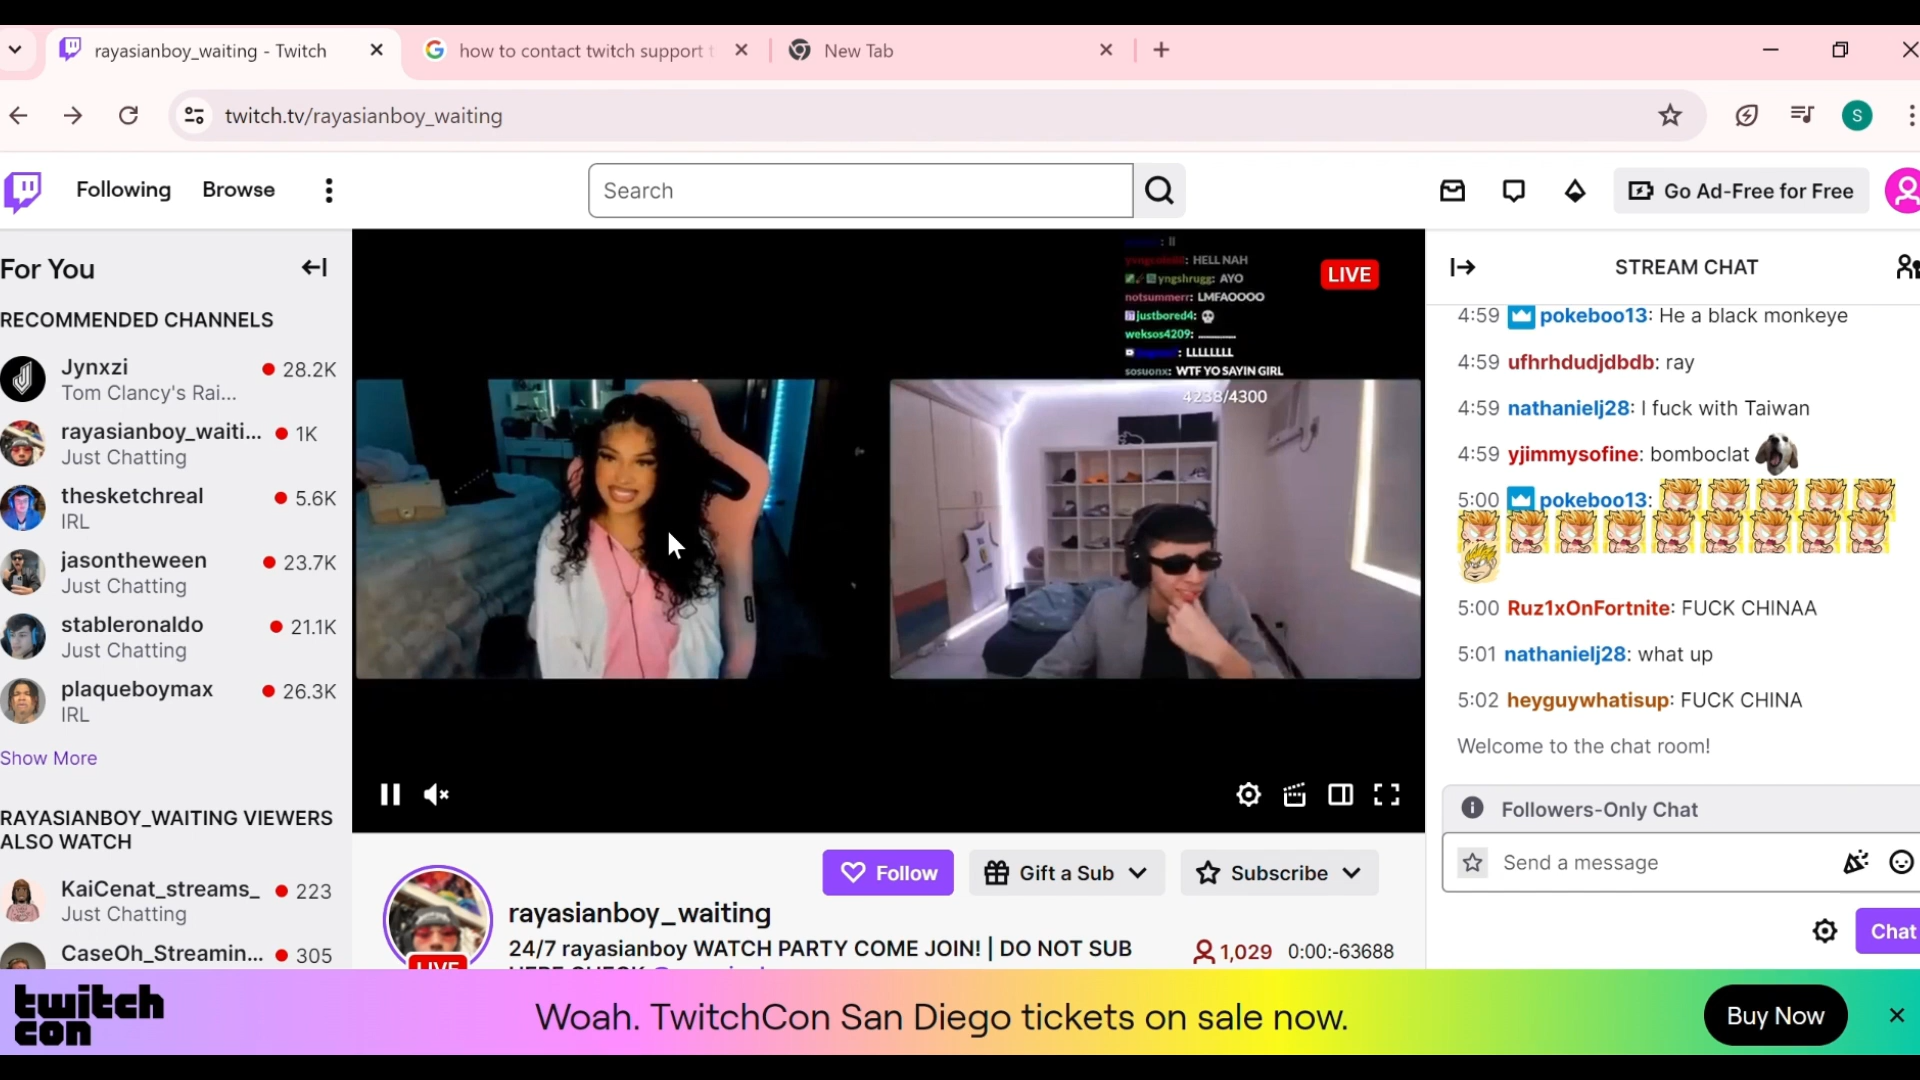 rayasianboy_waiting - Twitch
how to contact twitch support t
New Tab
twitch.tv/rayasianboy_waiting
S
Following
Browse
Search
Go Ad-Free for Free
For You
RECOMMENDED CHANNELS
Jynxzi
28.2K
Tom Clancy's Rai...
rayasianboy_waiti...
1K
Just Chatting
thesketchreal
5.6K
IRL
jasontheween
23.7K
Just Chatting
stableronaldo
21.1K
Just Chatting
plaqueboymax
26.3K
IRL
Show More
RAYASIANBOY_WAITING VIEWERS
ALSO WATCH
KaiCenat_streams_
223
Just Chatting
CaseOh_Streamin...
305
: HELL NAH
yngshrugg: AYO
notsummerr: LMFAOOOO
justbored4:
weksos4209:
: LLLLLLL
sosuonx: WTF YO SAYIN GIRL
4238/4300
LIVE
Follow
Gift a Sub
Subscribe
LIVE
rayasianboy_waiting
24/7 rayasianboy WATCH PARTY COME JOIN! | DO NOT SUB
1,029
0:00:-63688
STREAM CHAT
4:59 pokeboo13: He a black monkeye
4:59 ufhrhdudjdbdb: ray
4:59 nathanielj28: I fuck with Taiwan
4:59 yjimmysofine: bomboclat
5:00 pokeboo13:
5:00 Ruz1xOnFortnite: FUCK CHINAA
5:01 nathanielj28: what up
5:02 heyguywhatisup: FUCK CHINA
Welcome to the chat room!
Followers-Only Chat
Send a message
Chat
twitch
con
Woah. TwitchCon San Diego tickets on sale now.
Buy Now